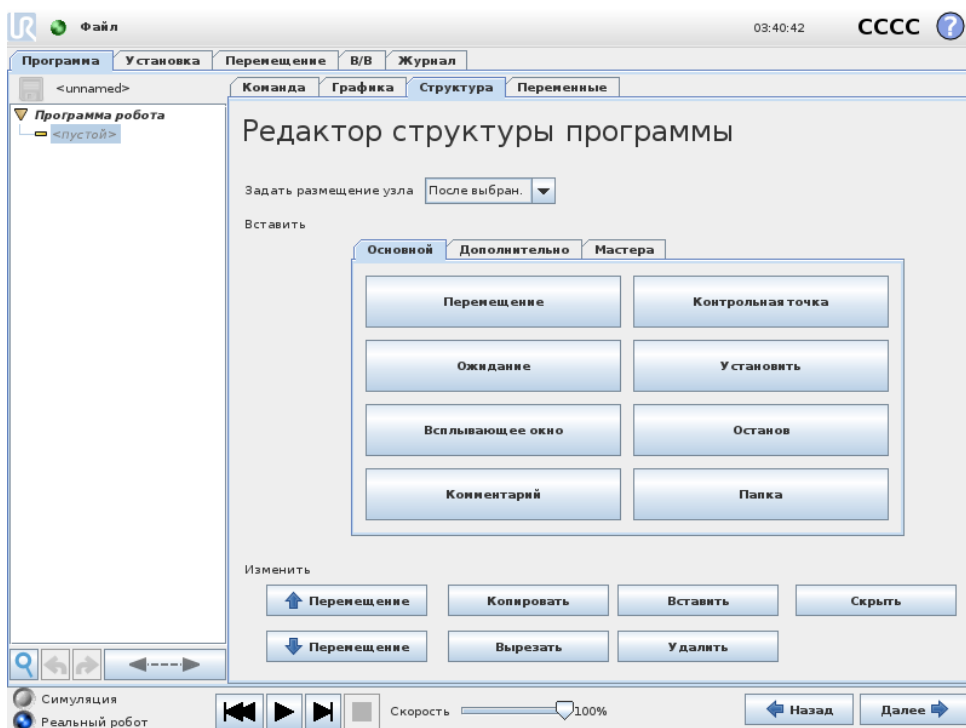 UR Файл 03:40:42 CCCC ?
Программа Установка Перемещение В/В Журнал
<unnamed> Команда Графика Структура Переменные
Программа робота
<пустой>
Редактор структуры программы
Задать размещение узла После выбран.
Вставить
Основной Дополнительно Мастера
Перемещение Контрольная точка
Ожидание Установить
Всплывающее окно Останов
Комментарий Папка
Изменить
Перемещение Копировать Вставить Скрыть
Перемещение Вырезать Удалить
Симуляция
Реальный робот
Скорость 100% Назад Далее